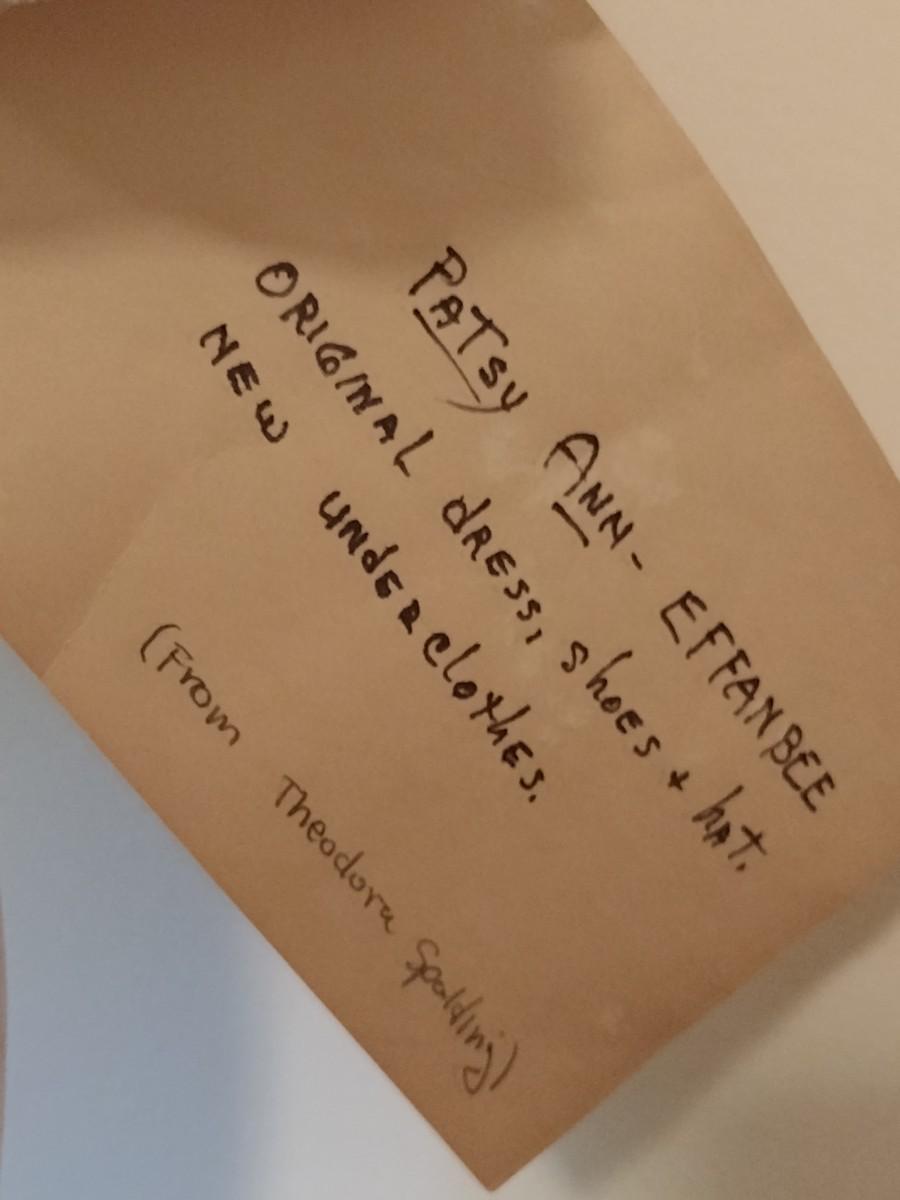 PATSY ANN- EFFANBEE
ORIGINAL dRESS, shoES + hAT.
NEW UNdERclothES.
(From Theodora Spalding)